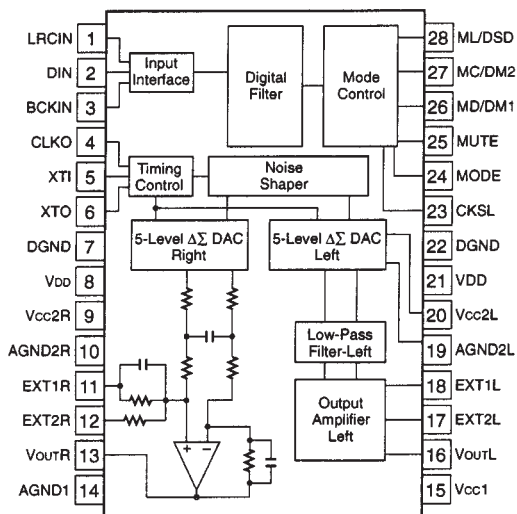 LRCIN 1
DIN 2
BCKIN 3
CLKO 4
XTI 5
XTO 6
DGND 7
VDD 8
VCC2R 9
AGND2R 10
EXT1R 11
EXT2R 12
VOUTR 13
AGND1 14
Input
Interface
Digital
Filter
Mode
Control
Timing
Control
Noise
Shaper
5-Level ΔΣ DAC
Right
5-Level ΔΣ DAC
Left
Low-Pass
Filter-Left
Output
Amplifier
Left
+ −
28 ML/DSD
27 MC/DM2
26 MD/DM1
25 MUTE
24 MODE
23 CKSL
22 DGND
21 VDD
20 VCC2L
19 AGND2L
18 EXT1L
17 EXT2L
16 VOUTL
15 VCC1